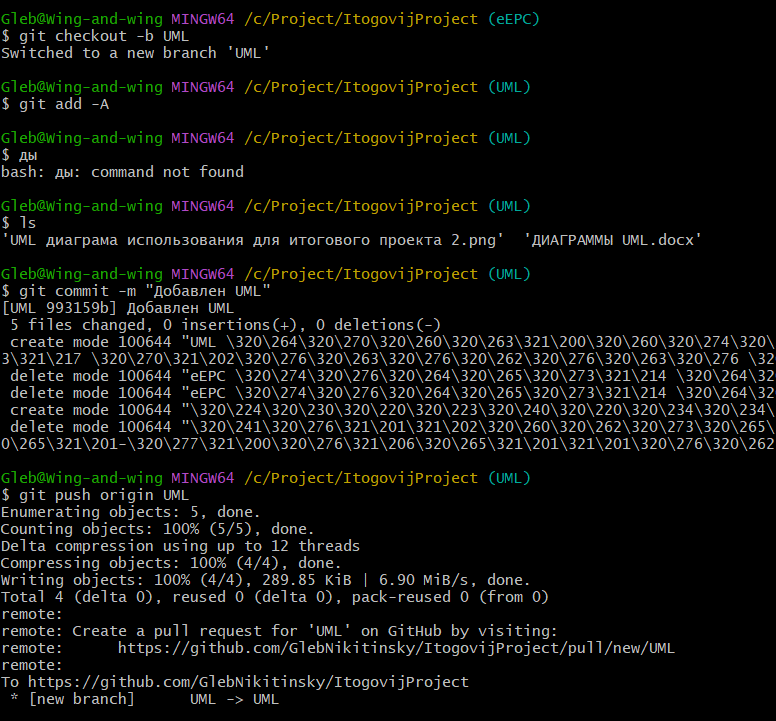 Gleb@Wing-and-wing MINGW64 /c/Project/ItogovijProject (eEPC)
$ git checkout -b UML
Switched to a new branch 'UML'
Gleb@Wing-and-wing MINGW64 /c/Project/ItogovijProject (UML)
$ git add -A
Gleb@Wing-and-wing MINGW64 /c/Project/ItogovijProject (UML)
$ ды
bash: ды: command not found
Gleb@Wing-and-wing MINGW64 /c/Project/ItogovijProject (UML)
$ ls
'UML диаграма использования для итогового проекта 2.png'  'ДИАГРАММЫ UML.docx'
Gleb@Wing-and-wing MINGW64 /c/Project/ItogovijProject (UML)
$ git commit -m "Добавлен UML"
[UML 993159b] Добавлен UML
 5 files changed, 0 insertions(+), 0 deletions(-)
 create mode 100644 "UML \320\264\320\270\320\260\320\263\321\200\320\260\320\274\320\
3\321\217 \320\270\321\202\320\276\320\263\320\276\320\262\320\276\320\263\320\276 \32
 delete mode 100644 "eEPC \320\274\320\276\320\264\320\265\320\273\321\214 \320\264\32
 delete mode 100644 "eEPC \320\274\320\276\320\264\320\265\320\273\321\214 \320\264\32
 create mode 100644 "\320\224\320\230\320\220\320\223\320\240\320\220\320\234\320\234\
 delete mode 100644 "\320\241\320\276\321\201\321\202\320\260\320\262\320\273\320\265\
0\265\321\201-\320\277\321\200\320\276\321\206\320\265\321\201\321\201\320\276\320\262
Gleb@Wing-and-wing MINGW64 /c/Project/ItogovijProject (UML)
$ git push origin UML
Enumerating objects: 5, done.
Counting objects: 100% (5/5), done.
Delta compression using up to 12 threads
Compressing objects: 100% (4/4), done.
Writing objects: 100% (4/4), 289.85 KiB | 6.90 MiB/s, done.
Total 4 (delta 0), reused 0 (delta 0), pack-reused 0 (from 0)
remote:
remote: Create a pull request for 'UML' on GitHub by visiting:
remote:      https://github.com/GlebNikitinsky/ItogovijProject/pull/new/UML
remote:
To https://github.com/GlebNikitinsky/ItogovijProject
 * [new branch]      UML -> UML